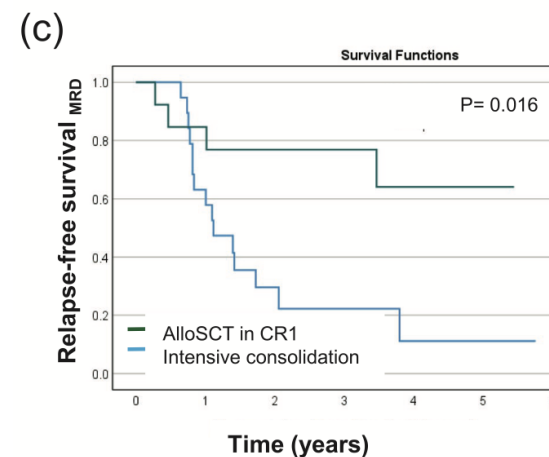 (c)
Survival Functions
P= 0.016
Relapse-free survival MRD
1.0
0.8
0.6
0.4
0.2
0.0
AlloSCT in CR1
Intensive consolidation
0 1 2 3 4 5
Time (years)